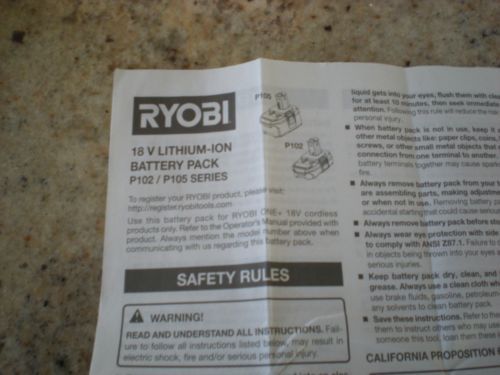 RYOBI
P105
P102
18 V LITHIUM-ION
BATTERY PACK
P102 / P105 SERIES
To register your RYOBI product, please visit:
http://register.ryobitools.com
Use this battery pack for RYOBI ONE+ 18V cordless
products only. Refer to the Operator's Manual provided with
product. Always mention the model number above when
communicating with us regarding this battery pack.
SAFETY RULES
WARNING!
READ AND UNDERSTAND ALL INSTRUCTIONS. Fail-
ure to follow all instructions listed below, may result in
electric shock, fire and/or serious personal injury.
liquid gets into your eyes, flush them with clea
for at least 10 minutes, then seek immediate
attention. Following this rule will reduce the
personal injury.
■ When battery pack is not in use, keep it
other metal objects like: paper clips, coins,
screws, or other small metal objects that
connection from one terminal to another.
battery terminals together may cause spark
fire.
■ Always remove battery pack from your
are assembling parts, making adjustm
or when not in use. Removing battery
accidental starting that could cause
■ Always remove battery pack before
■ Always wear eye protection with side
to comply with ANSI Z87.1. Failure to
in objects being thrown into your eyes
serious injuries.
■ Keep battery pack dry, clean, and
grease. Always use a clean cloth
use brake fluids, gasoline, petroleum
any solvents to clean battery pack.
■ Save these instructions. Refer to
them to instruct others who may use
someone this tool, loan them these
CALIFORNIA PROPOSITION